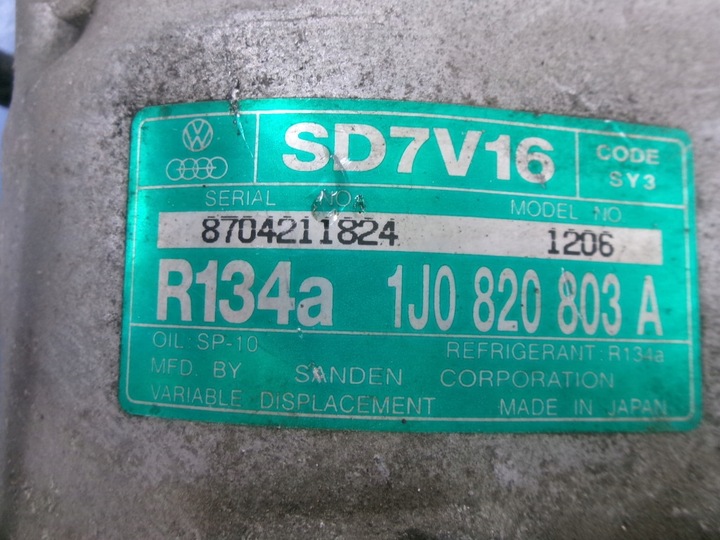 SD7V16 CODE
SY3
SERIAL NO. MODEL NO.
8704211824 1206
R134a 1J0 820 803 A
OIL: SP-10 REFRIGERANT: R134a
MFD. BY SANDEN CORPORATION
VARIABLE DISPLACEMENT MADE IN JAPAN